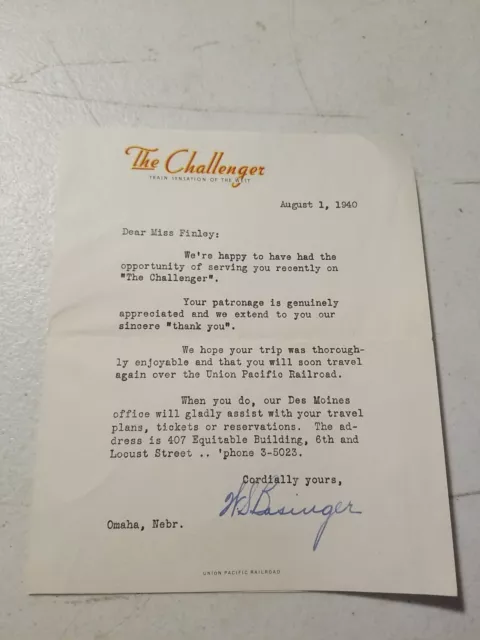 The Challenger
TRAIN SENSATION OF THE WEST
August 1, 1940
Dear Miss Finley:
We're happy to have had the
opportunity of serving you recently on
"The Challenger".
Your patronage is genuinely
appreciated and we extend to you our
sincere "thank you".
We hope your trip was thorough-
ly enjoyable and that you will soon travel
again over the Union Pacific Railroad.
When you do, our Des Moines
office will gladly assist with your travel
plans, tickets or reservations. The ad-
dress is 407 Equitable Building, 6th and
Locust Street .. 'phone 3-5023.
Cordially yours,
WSBasinger
Omaha, Nebr.
UNION PACIFIC RAILROAD